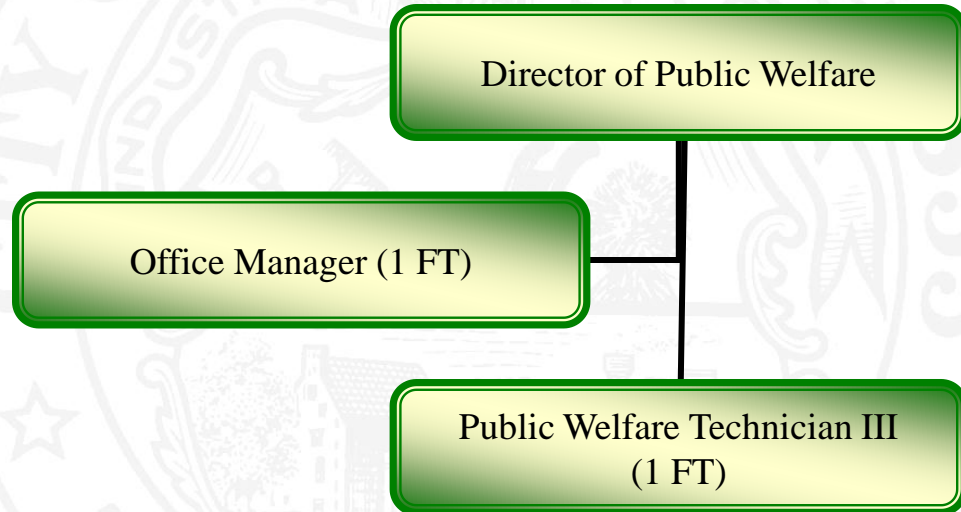 Director of Public Welfare
Office Manager (1 FT)
Public Welfare Technician III
(1 FT)